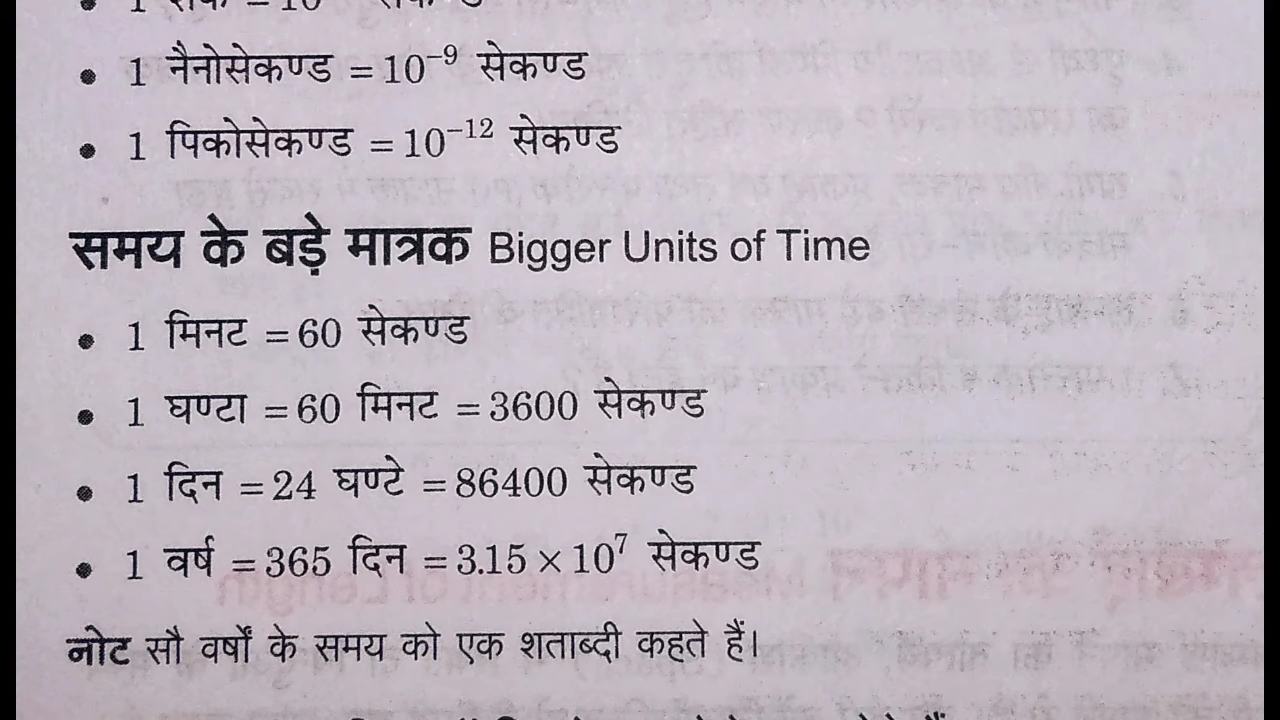 • 1 नैनोसेकण्ड = 10⁻⁹ सेकण्ड
• 1 पिकोसेकण्ड = 10⁻¹² सेकण्ड
समय के बड़े मात्रक Bigger Units of Time
• 1 मिनट = 60 सेकण्ड
• 1 घण्टा = 60 मिनट = 3600 सेकण्ड
• 1 दिन = 24 घण्टे = 86400 सेकण्ड
• 1 वर्ष = 365 दिन = 3.15 × 10⁷ सेकण्ड
नोट सौ वर्षों के समय को एक शताब्दी कहते हैं।